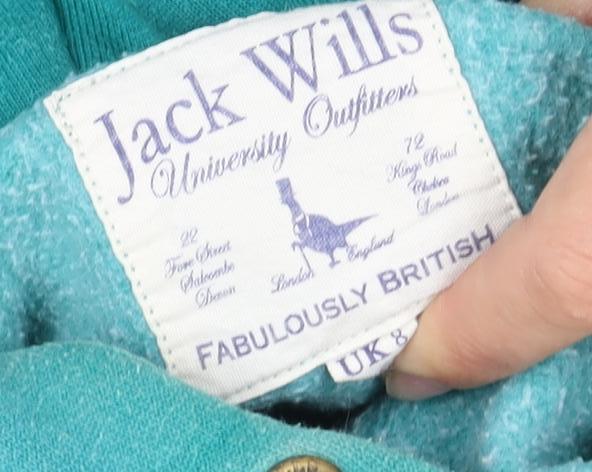 Jack Wills
University Outfitters
72
Kings Road
Chelsea
London
22
Fore Street
Salcombe
Devon
London England
FABULOUSLY BRITISH
UK 8